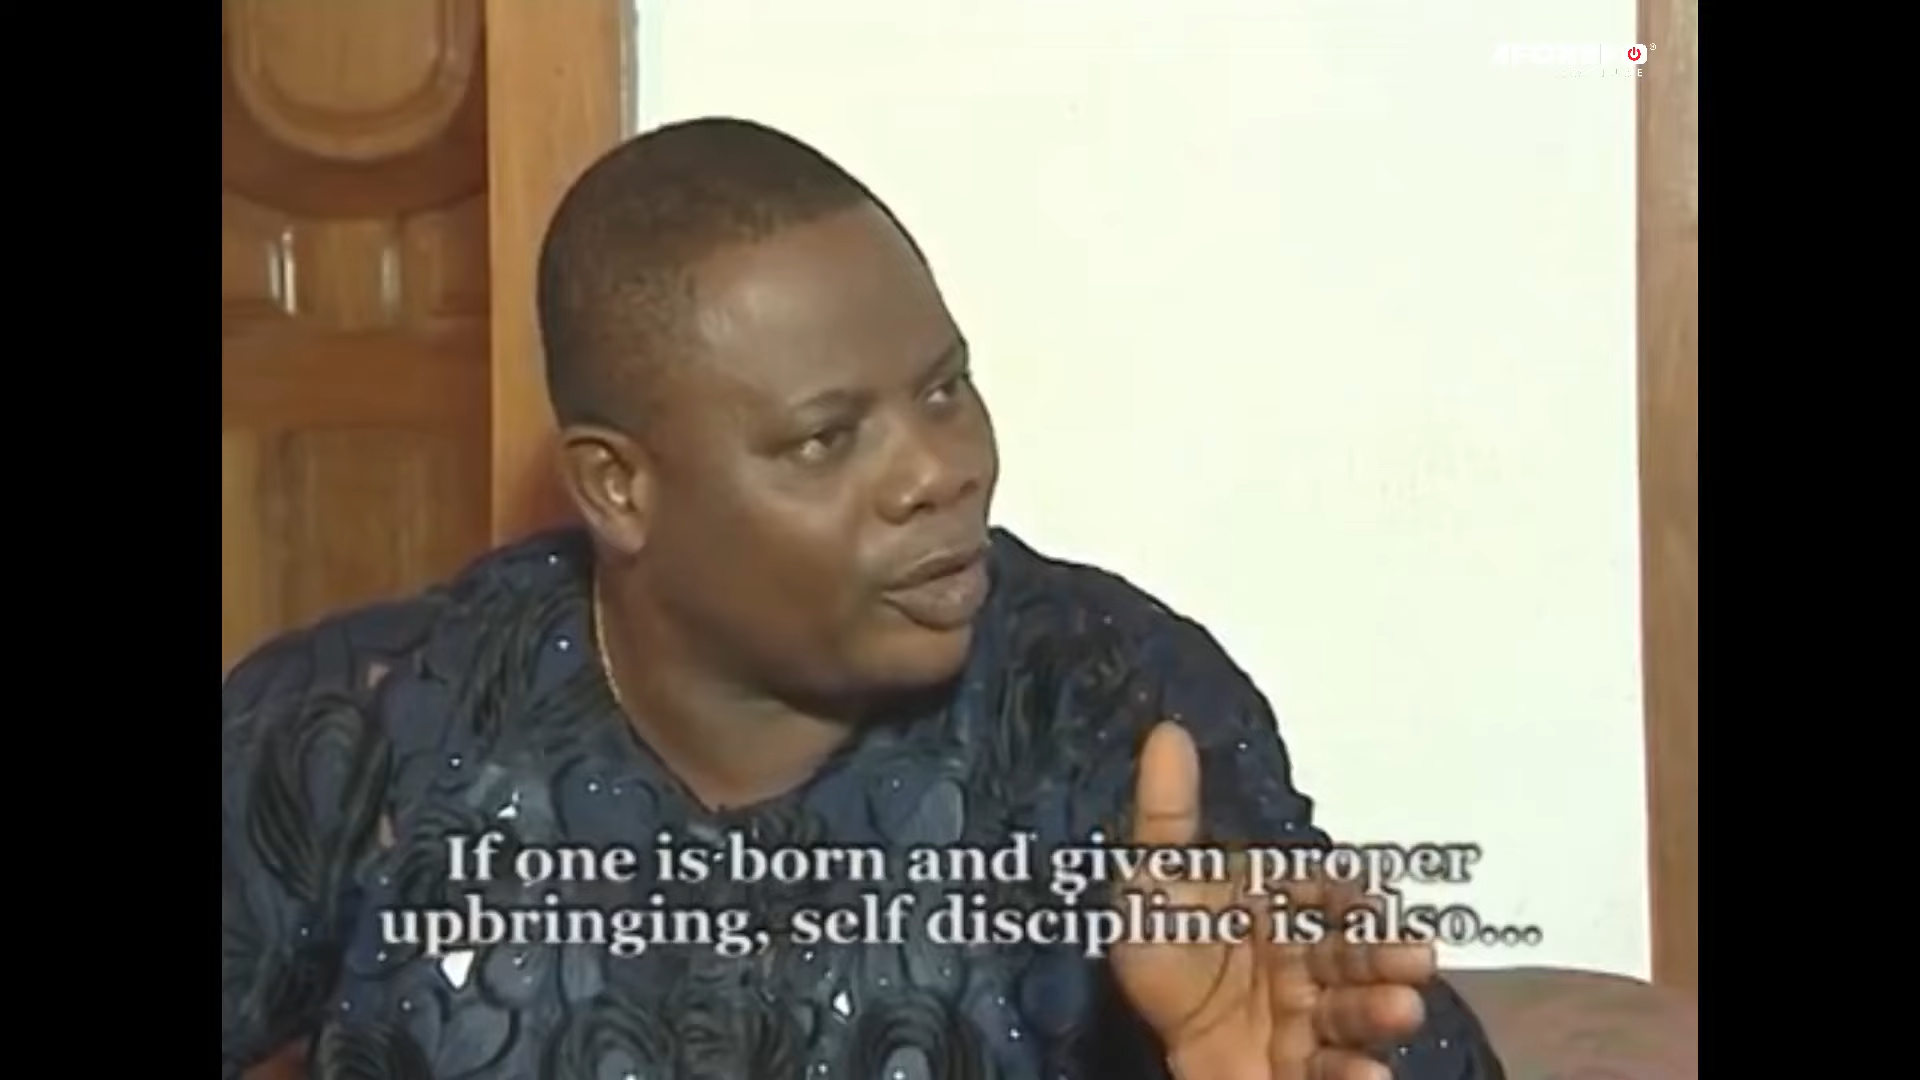 If one is born and given proper
upbringing, self discipline is also...